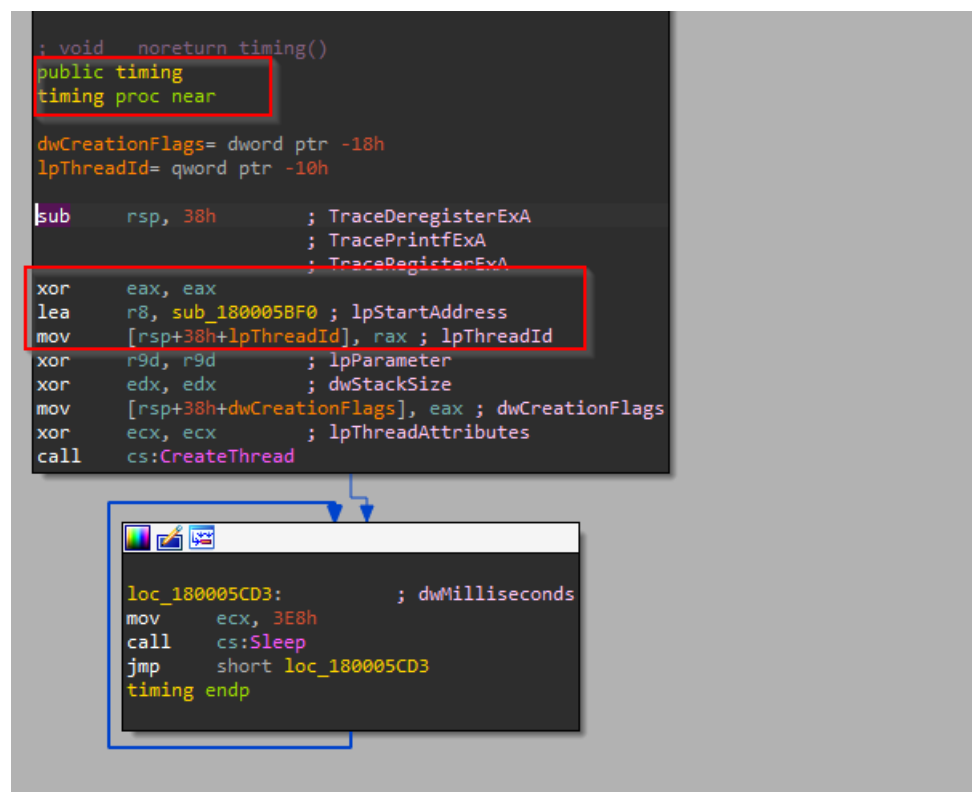 ; void   noreturn timing()
public timing
timing proc near
dwCreationFlags= dword ptr -18h
lpThreadId= qword ptr -10h
sub     rsp, 38h        ; TraceDeregisterExA
; TracePrintfExA
; TraceRegisterExA
xor     eax, eax
lea     r8, sub_180005BF0 ; lpStartAddress
mov     [rsp+38h+lpThreadId], rax ; lpThreadId
xor     r9d, r9d        ; lpParameter
xor     edx, edx        ; dwStackSize
mov     [rsp+38h+dwCreationFlags], eax ; dwCreationFlags
xor     ecx, ecx        ; lpThreadAttributes
call    cs:CreateThread
loc_180005CD3:          ; dwMilliseconds
mov     ecx, 3E8h
call    cs:Sleep
jmp     short loc_180005CD3
timing endp